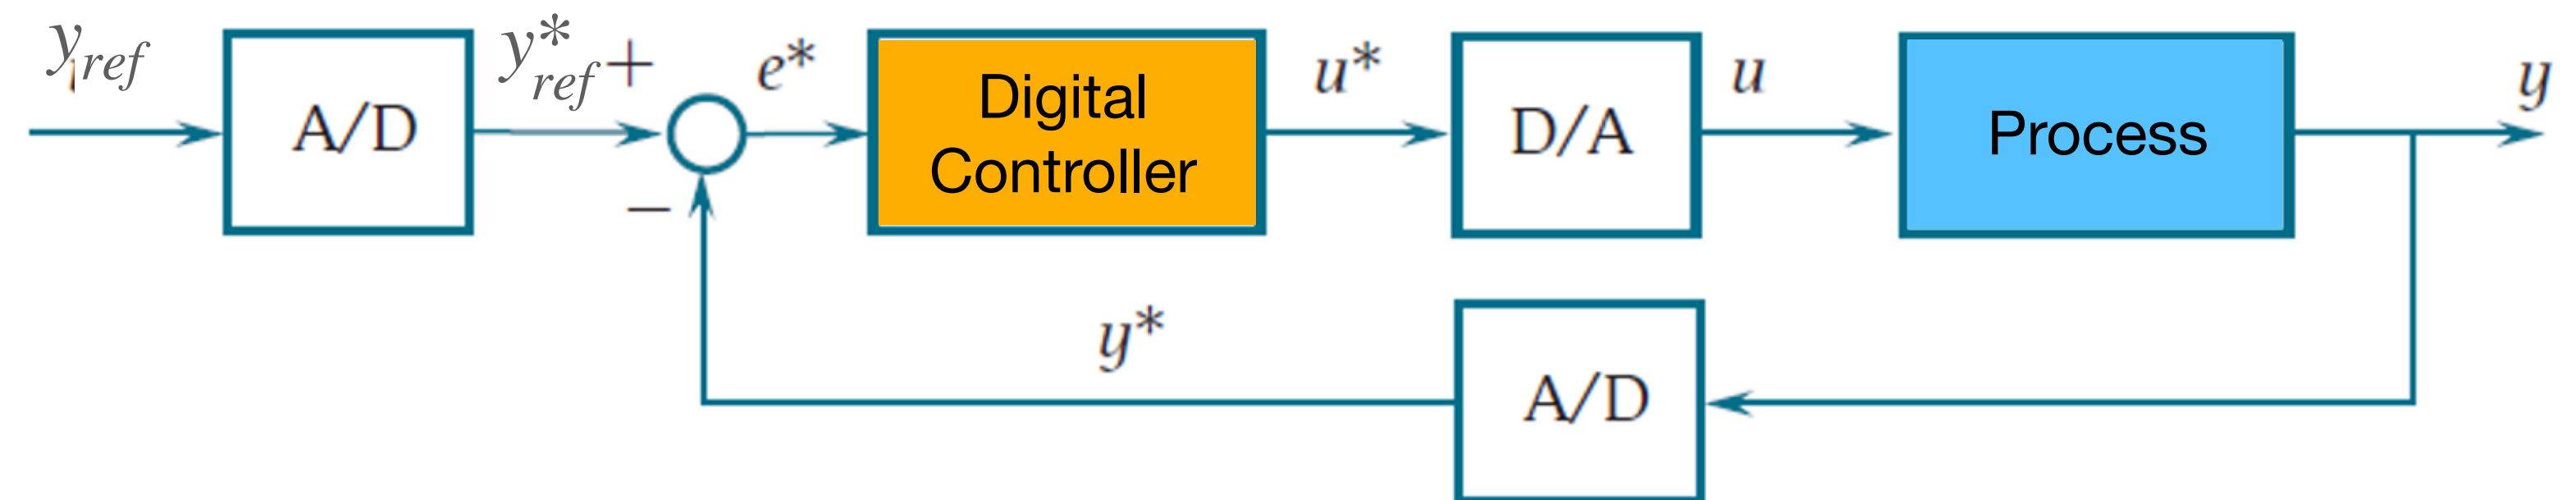 y_ref
A/D
y*_ref
+
−
e*
Digital
Controller
u*
D/A
u
Process
y
y*
A/D